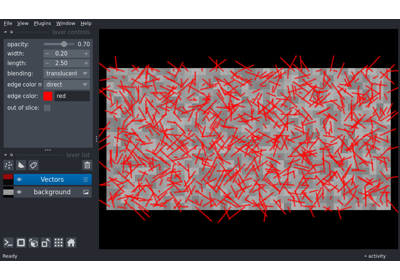 File View Plugins Window Help
layer controls
opacity: 0.70
width: 0.20
length: 2.50
blending: translucent
edge color m direct
edge color: red
out of slice:
layer list
Vectors
background
Ready
activity